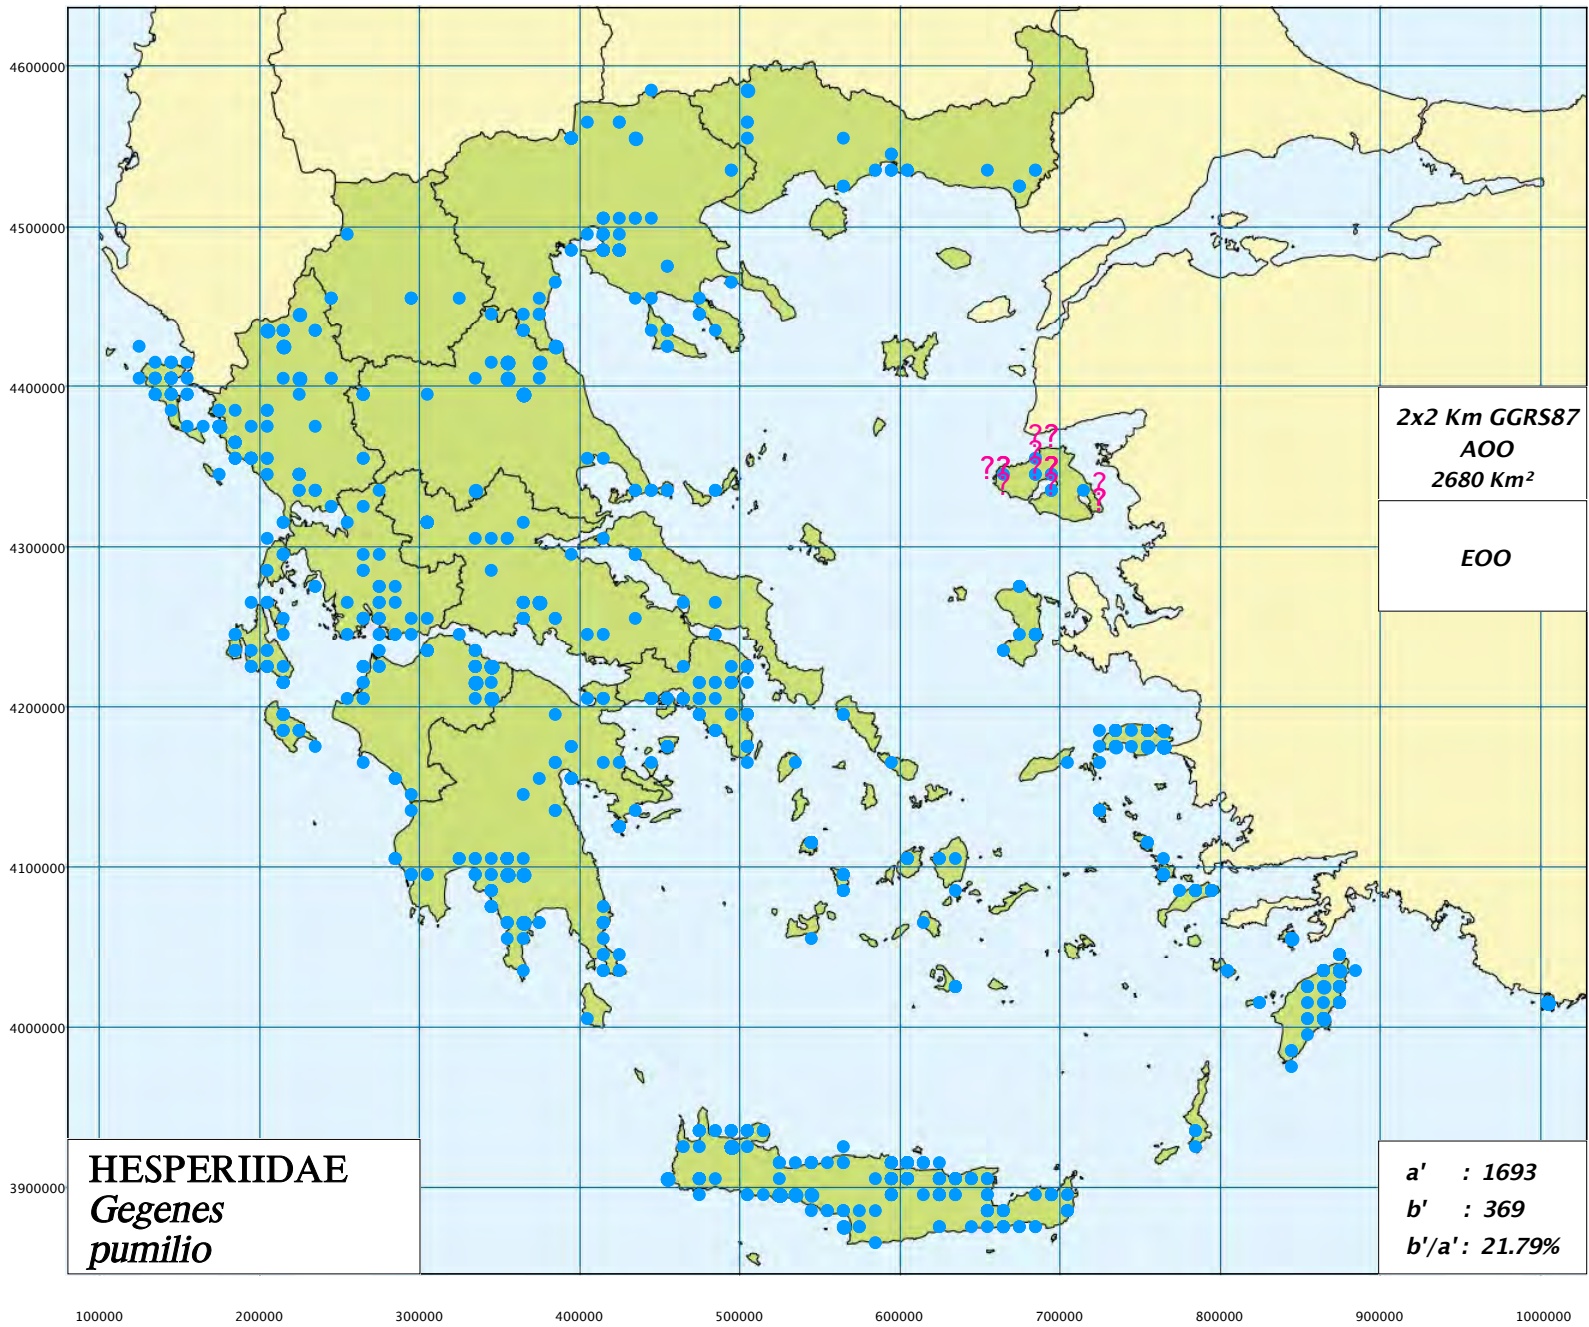 4600000
4500000
4400000
4300000
4200000
4100000
4000000
3900000
??
?
??
??
?
?
?
?
2x2 Km GGRS87
AOO
2680 Km²
EOO
HESPERIIDAE
Gegenes
pumilio
a' : 1693
b' : 369
b'/a' : 21.79%
100000 200000 300000 400000 500000 600000 700000 800000 900000 1000000